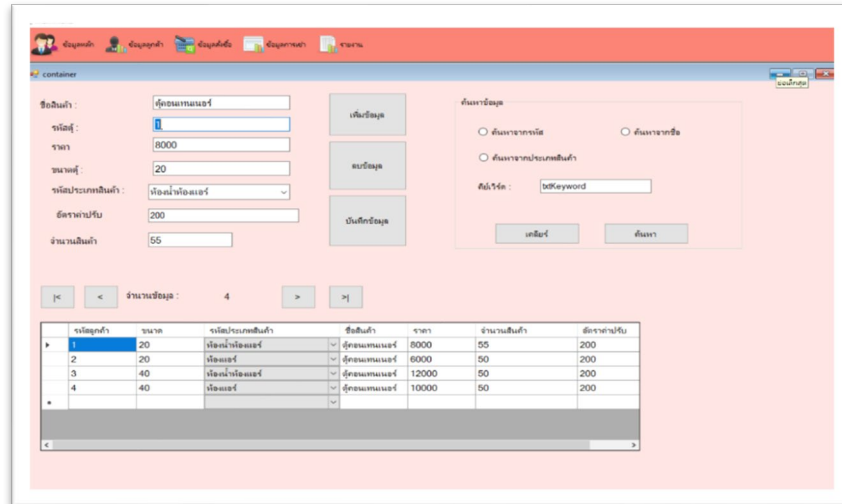 ข้อมูลหลัก ข้อมูลลูกค้า ข้อมูลสั่งซื้อ ข้อมูลการเช่า รายงาน
container
ขยายใหญ่สุด
ชื่อสินค้า : ตู้คอนเทนเนอร์
รหัสตู้ : 1
ราคา 8000
ขนาดตู้ : 20
รหัสประเภทสินค้า : ห้องน้ำห้องแอร์
อัตราค่าปรับ 200
จำนวนสินค้า 55
เพิ่มข้อมูล
ลบข้อมูล
บันทึกข้อมูล
ค้นหาข้อมูล
ค้นหาจากรหัส ค้นหาจากชื่อ
ค้นหาจากประเภทสินค้า
คีย์เวิร์ด : txtKeyword
เคลียร์ ค้นหา
|< < จำนวนข้อมูล : 4 > >|
รหัสลูกค้า ขนาด รหัสประเภทสินค้า ชื่อสินค้า ราคา จำนวนสินค้า อัตราค่าปรับ
1 20 ห้องน้ำห้องแอร์ ตู้คอนเทนเนอร์ 8000 55 200
2 20 ห้องแอร์ ตู้คอนเทนเนอร์ 6000 50 200
3 40 ห้องน้ำห้องแอร์ ตู้คอนเทนเนอร์ 12000 50 200
4 40 ห้องแอร์ ตู้คอนเทนเนอร์ 10000 50 200